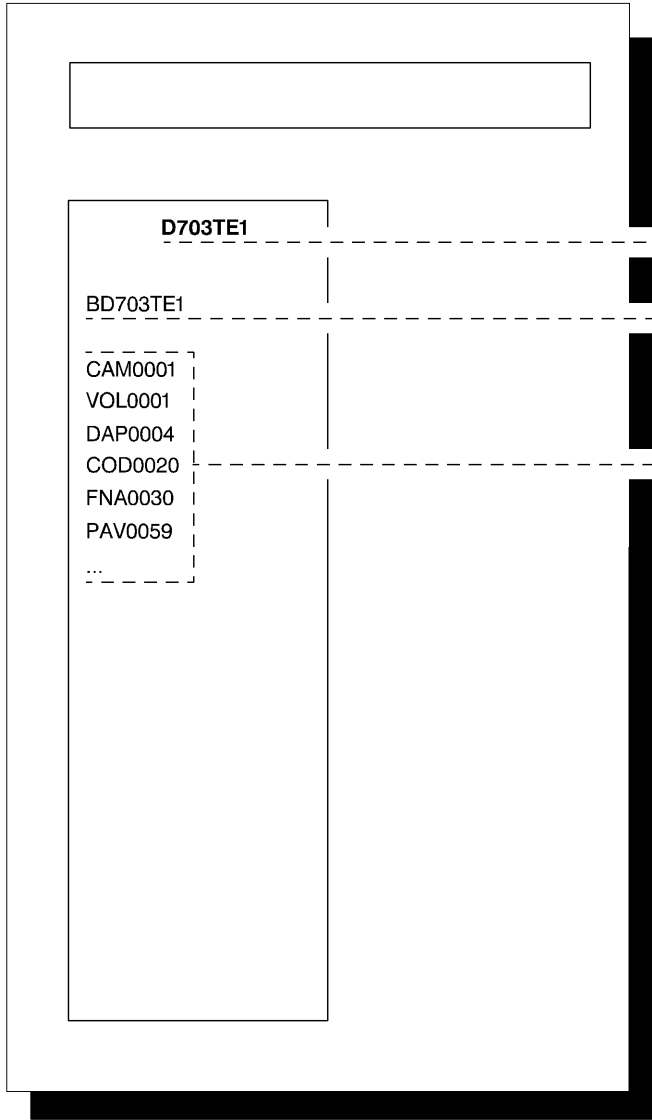 D703TE1
BD703TE1
CAM0001
VOL0001
DAP0004
COD0020
FNA0030
PAV0059
...